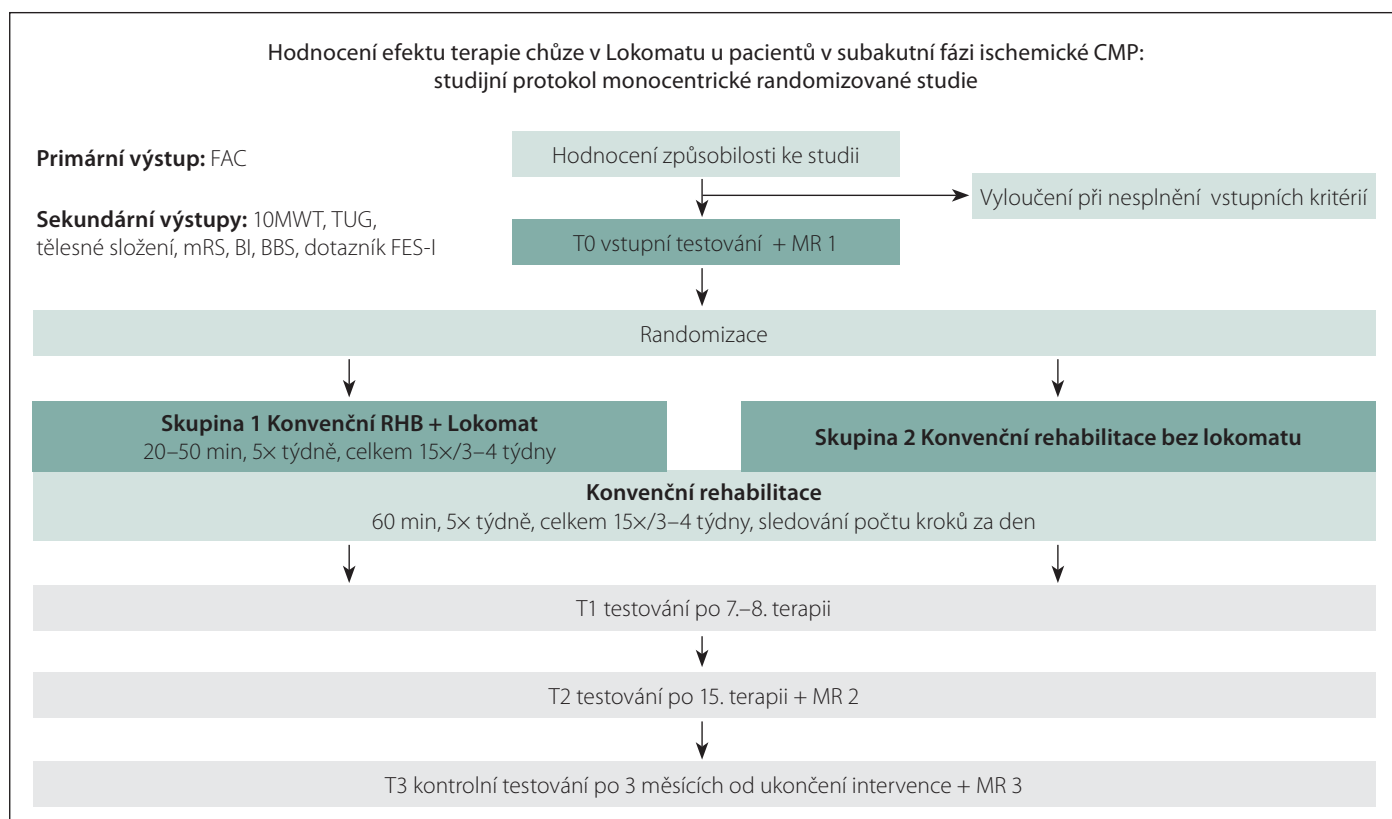 Hodnocení efektu terapie chůze v Lokomatu u pacientů v subakutní fázi ischemické CMP:
studijní protokol monocentrické randomizované studie
Primární výstup: FAC
Hodnocení způsobilosti ke studii
Vyloučení při nesplnění vstupních kritérií
Sekundární výstupy: 10MWT, TUG,
tělesné složení, mRS, BI, BBS, dotazník FES-I
T0 vstupní testování + MR 1
Randomizace
Skupina 1 Konvenční RHB + Lokomat
20–50 min, 5× týdně, celkem 15×/3–4 týdny
Skupina 2 Konvenční rehabilitace bez lokomatu
Konvenční rehabilitace
60 min, 5× týdně, celkem 15×/3–4 týdny, sledování počtu kroků za den
T1 testování po 7.–8. terapii
T2 testování po 15. terapii + MR 2
T3 kontrolní testování po 3 měsících od ukončení intervence + MR 3